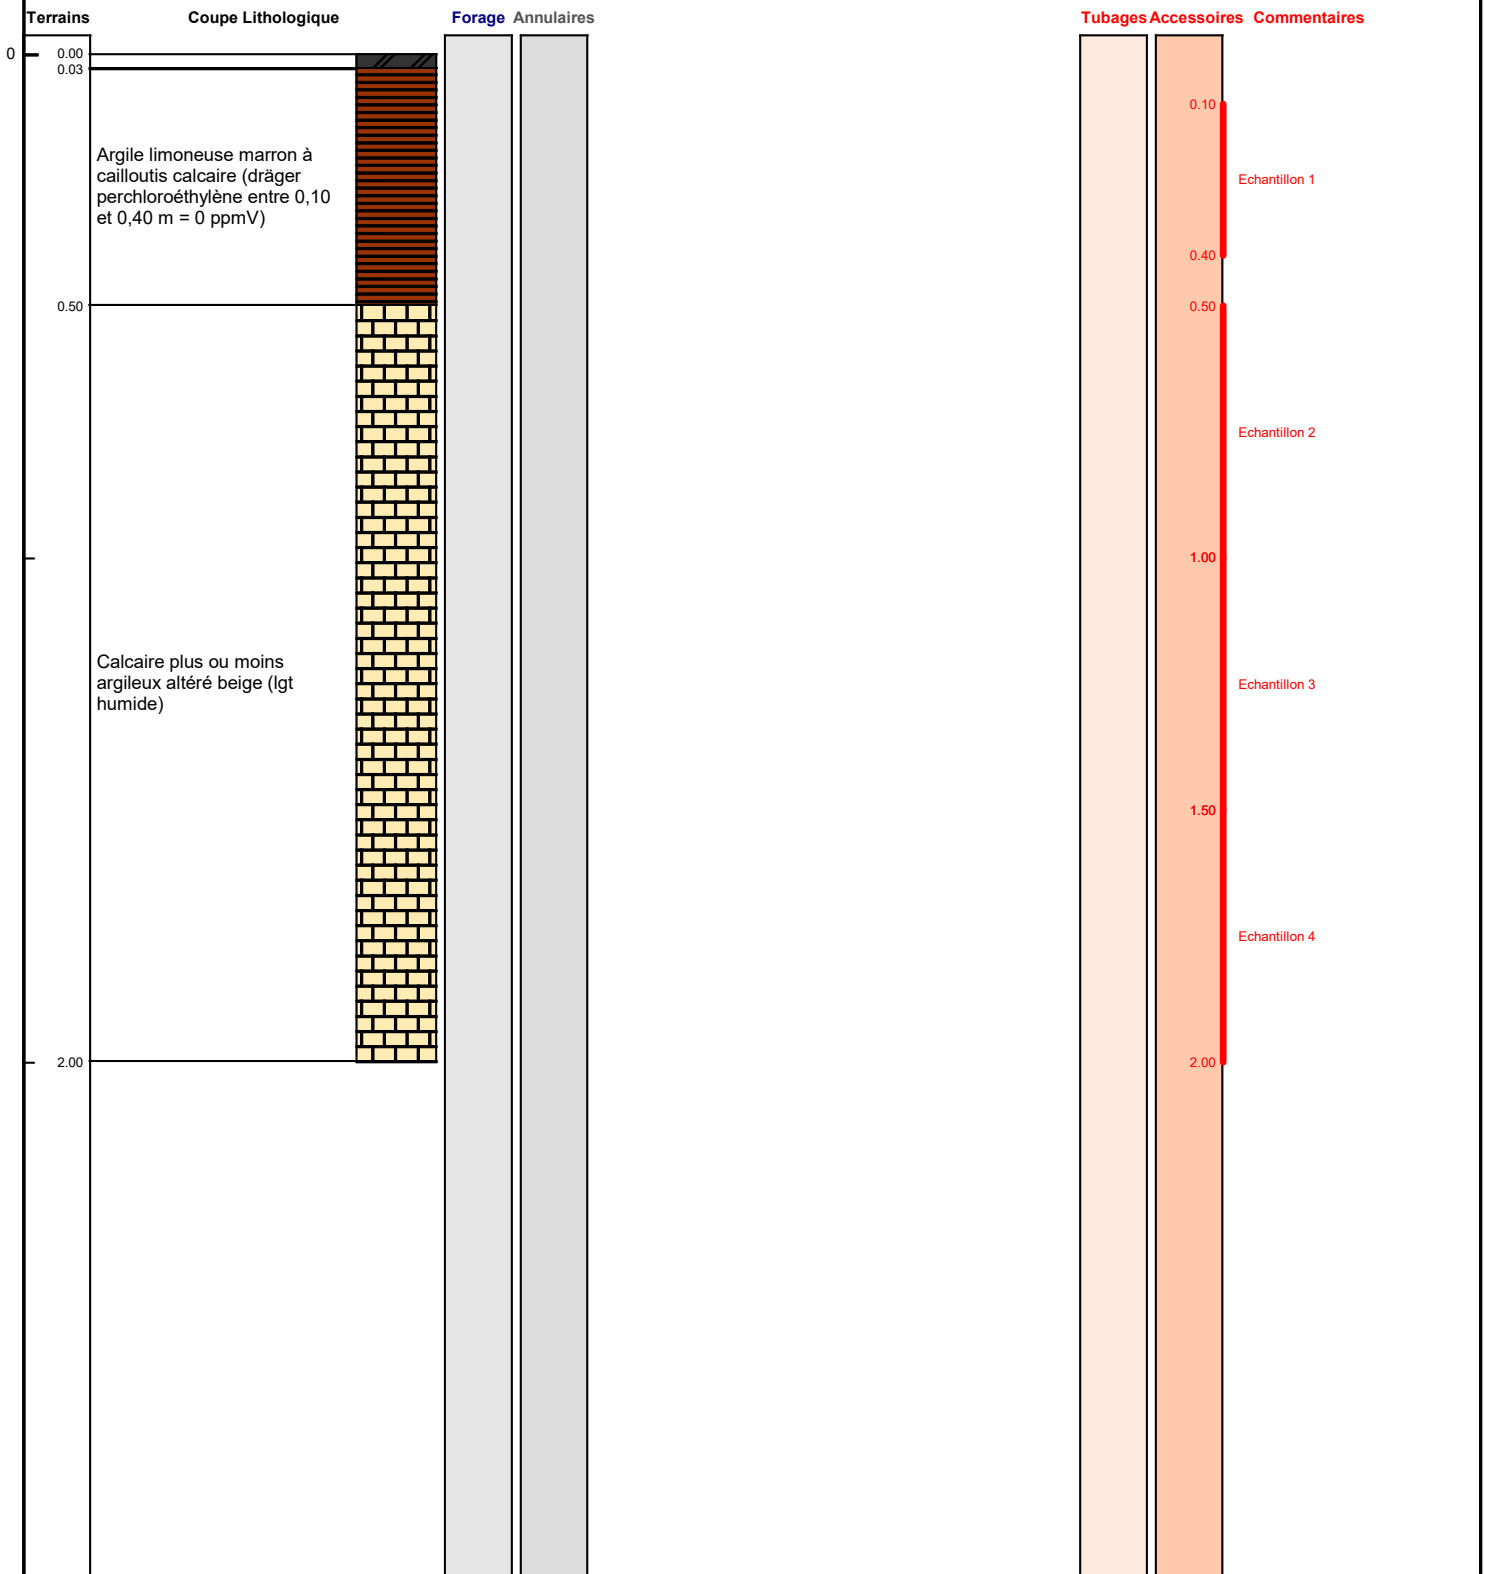 Terrains Coupe Lithologique Forage Annulaires Tubages Accessoires Commentaires
0 0.00
0.03
0.10
Argile limoneuse marron à
cailloutis calcaire (dräger
perchloroéthylène entre 0,10
et 0,40 m = 0 ppmV)
Echantillon 1
0.40
0.50 0.50
Echantillon 2
1.00
Calcaire plus ou moins
argileux altéré beige (lgt
humide)
Echantillon 3
1.50
Echantillon 4
2.00 2.00